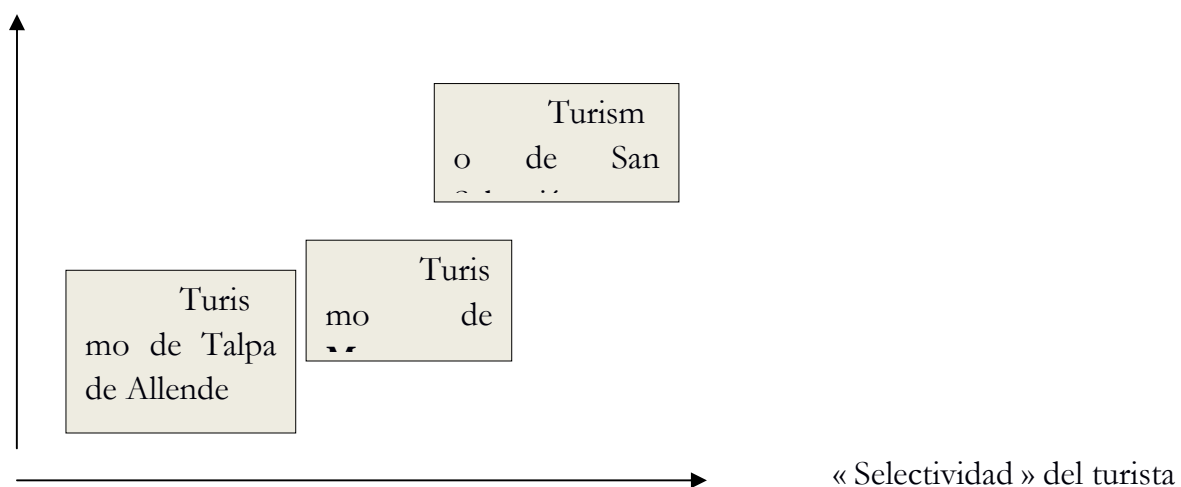 Turism
o de San
Turis
mo de
Turis
mo de Talpa
de Allende
« Selectividad » del turista